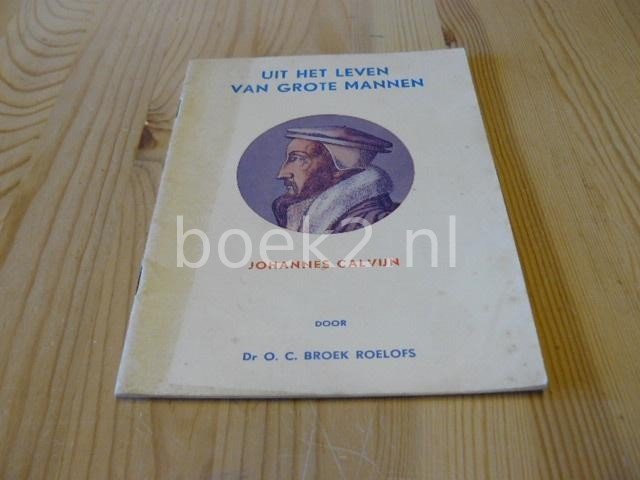 UIT HET LEVEN
VAN GROTE MANNEN
boek2.nl
JOHANNES CALVIJN
DOOR
Dr O. C. BROEK ROELOFS